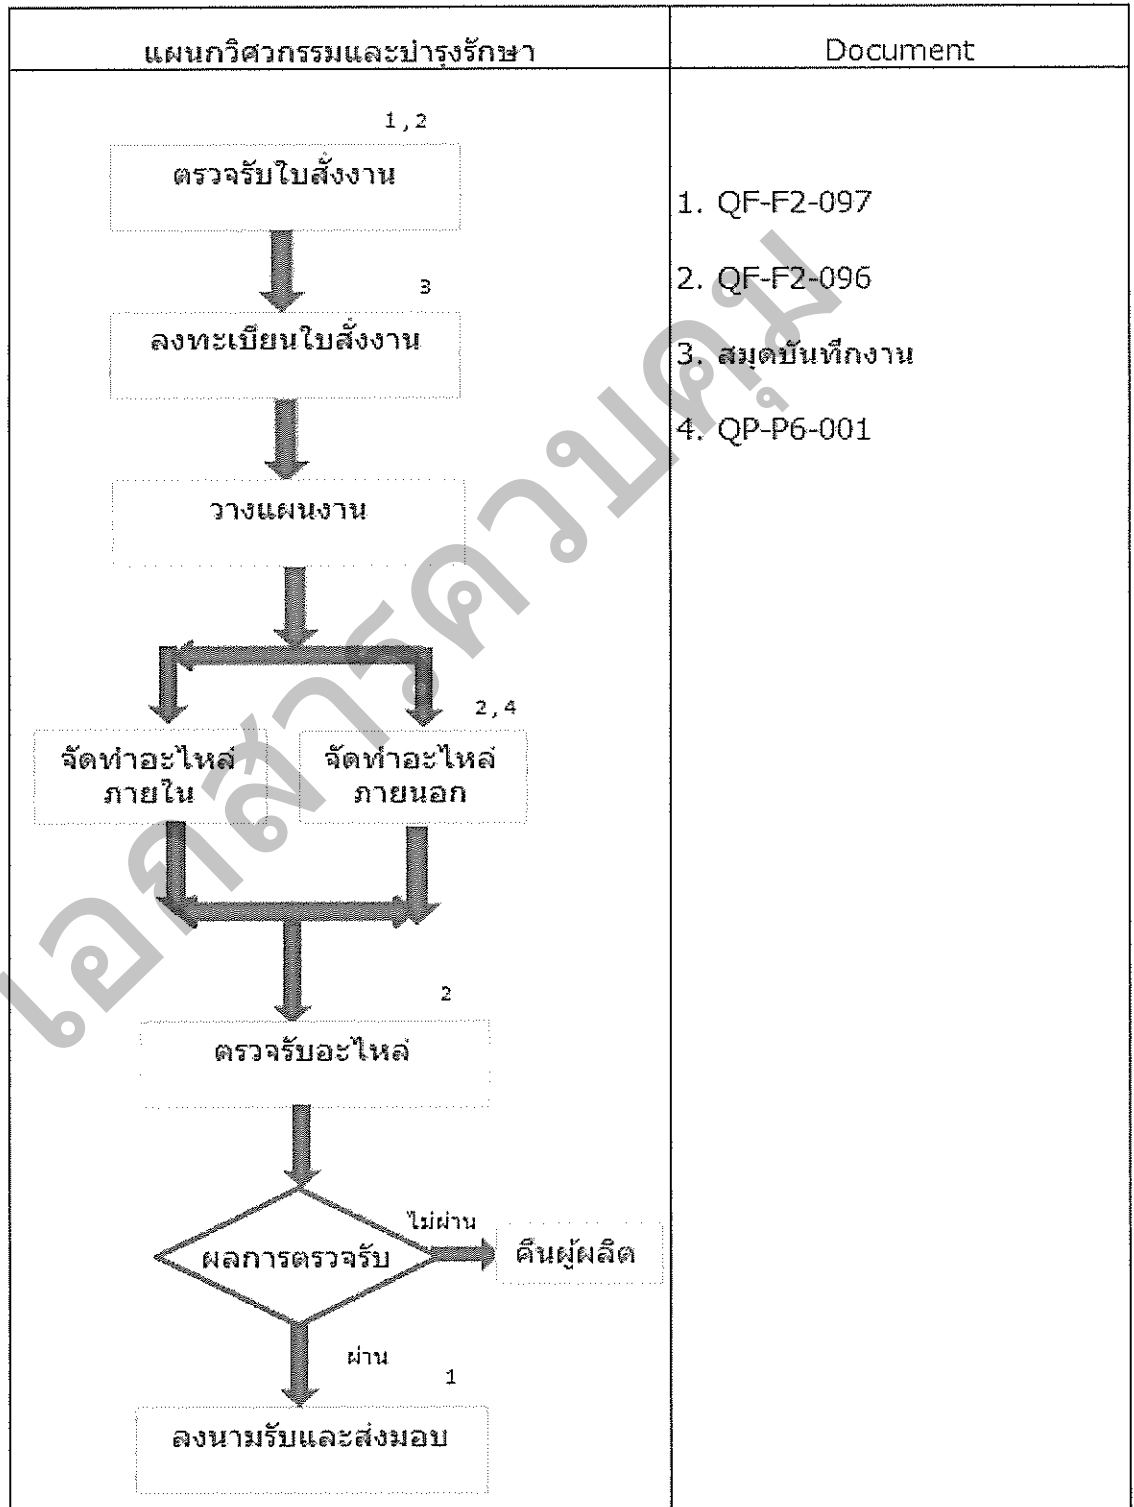 แผนกวิศวกรรมและบำรุงรักษา
Document
1,2
ตรวจรับใบสั่งงาน
3
ลงทะเบียนใบสั่งงาน
วางแผนงาน
2,4
จัดทำอะไหล่
ภายใน
จัดทำอะไหล่
ภายนอก
2
ตรวจรับอะไหล่
ผลการตรวจรับ
ไม่ผ่าน
คืนผู้ผลิต
ผ่าน
1
ลงนามรับและส่งมอบ
1. QF-F2-097
2. QF-F2-096
3. สมุดบันทึกงาน
4. QP-P6-001
เอกสารควบคุม